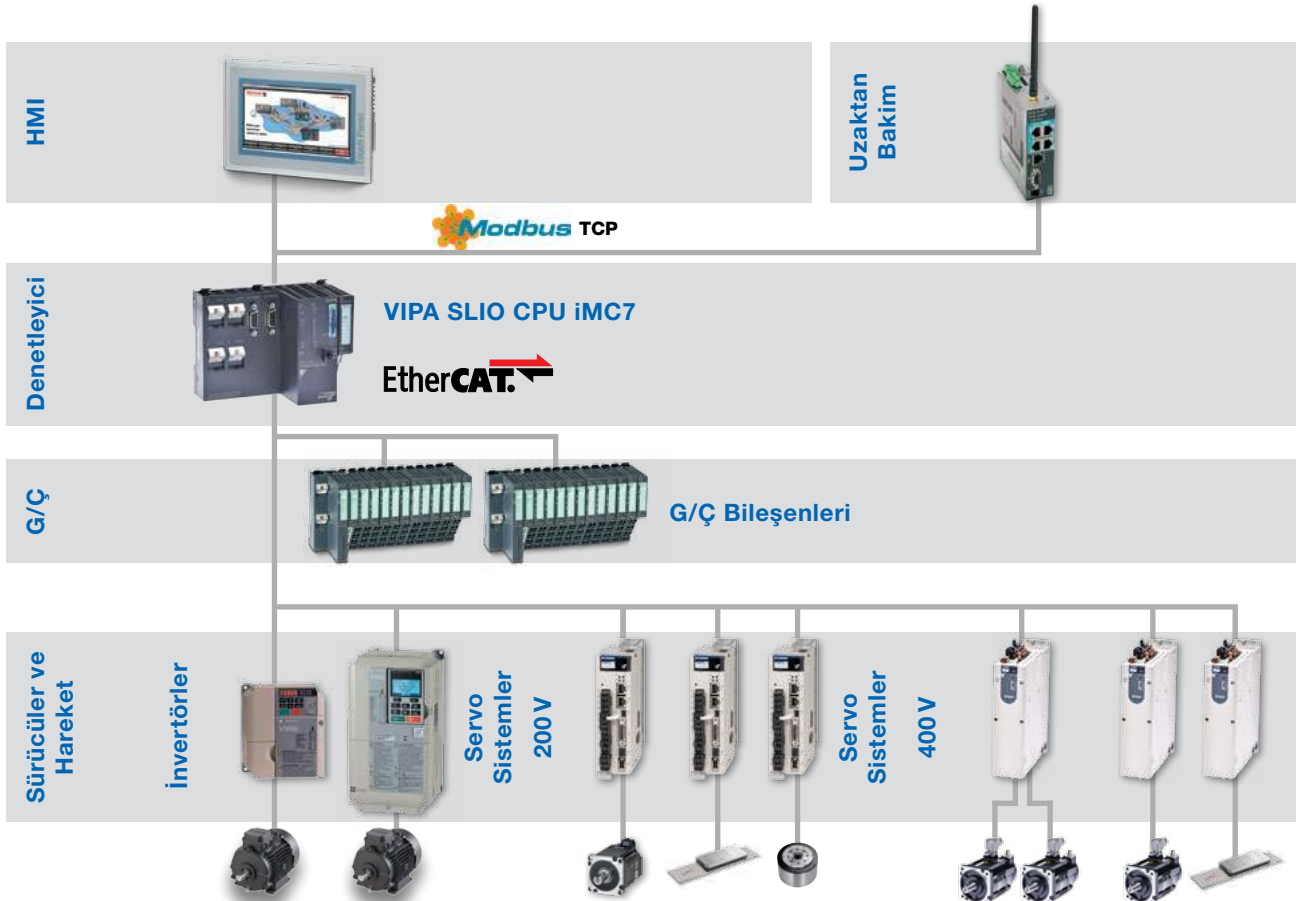 HMI
Uzaktan
Bakim
Modbus TCP
Denetleyici
VIPA SLIO CPU iMC7
EtherCAT.
G/Ç
G/Ç Bileşenleri
Sürücüler ve
Hareket
İnvertörler
Servo
Sistemler
200 V
Servo
Sistemler
400 V